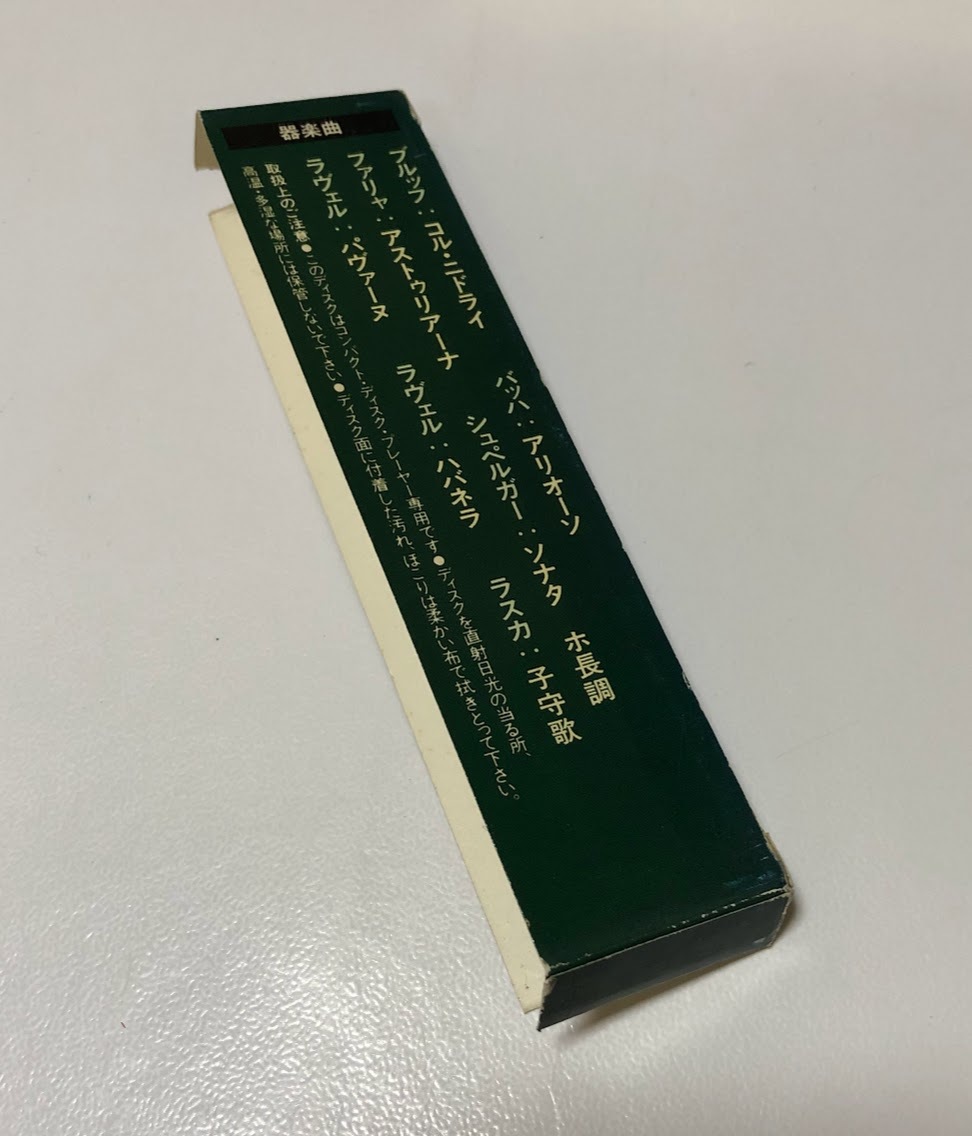 器楽曲
ブルッフ:コル・ニドライ　バッハ:アリオーソ
ファリャ:アストゥリアーナ　シュペルガー:ソナタ　ホ長調
ラヴェル:パヴァーヌ　ラヴェル:ハバネラ　ラスカ:子守歌
取扱上のご注意●このディスクはコンパクト・ディスク・プレーヤー専用です●ディスクを直射日光の当る所、
高温・多湿な場所には保管しないで下さい●ディスク面に付着した汚れ、ほこりは柔かい布で拭きとって下さい。